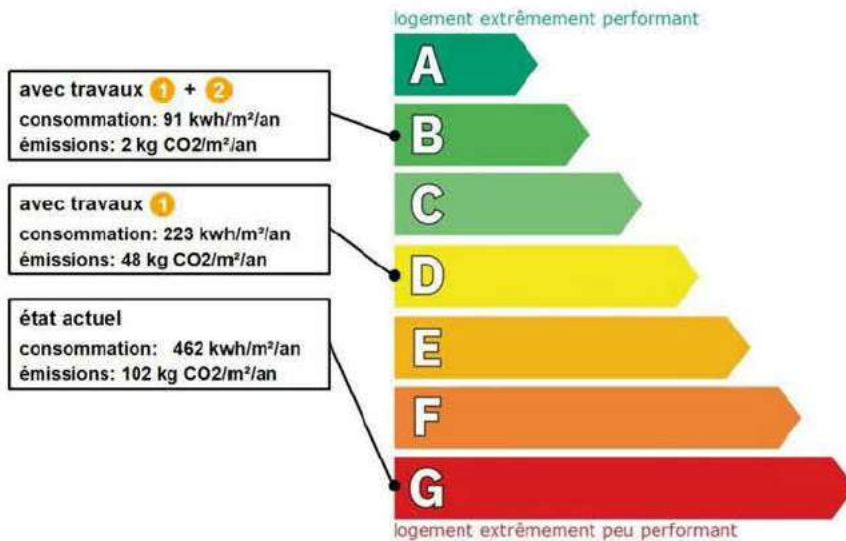 logement extrêmement performant
avec travaux 1 + 2
consommation: 91 kwh/m²/an
émissions: 2 kg CO2/m²/an
avec travaux 1
consommation: 223 kwh/m²/an
émissions: 48 kg CO2/m²/an
état actuel
consommation: 462 kwh/m²/an
émissions: 102 kg CO2/m²/an
A
B
C
D
E
F
G
logement extrêmement peu performant